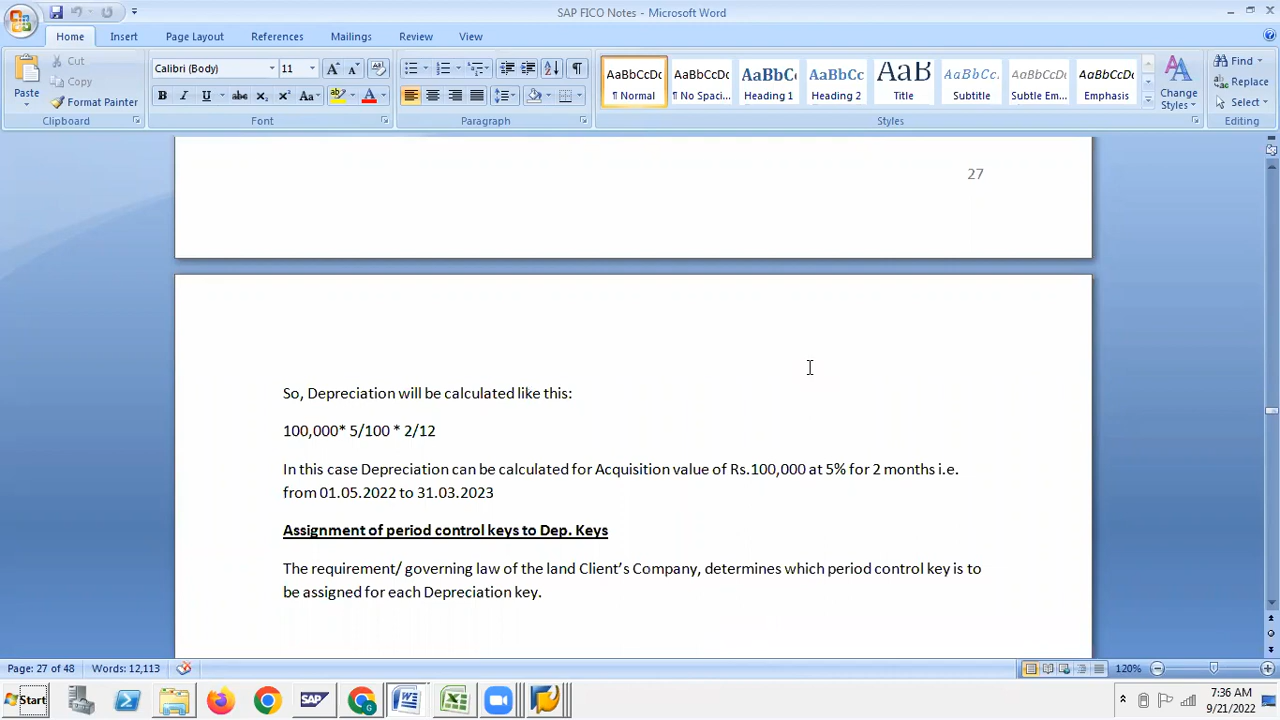 SAP FICO Notes - Microsoft Word
Home Insert Page Layout References Mailings Review View
Cut
Copy
Paste Format Painter
Clipboard
Calibri (Body) 11
Font
Paragraph
AaBbCcDc AaBbCcDc AaBbC AaBbCc AaB AaBbCc. AaBbCcDc AaBbCcDc
¶ Normal ¶ No Spaci... Heading 1 Heading 2 Title Subtitle Subtle Em... Emphasis
Change Styles
Styles
Find
Replace
Select
Editing
27
So, Depreciation will be calculated like this:
100,000* 5/100 * 2/12
In this case Depreciation can be calculated for Acquisition value of Rs.100,000 at 5% for 2 months i.e.
from 01.05.2022 to 31.03.2023
Assignment of period control keys to Dep. Keys
The requirement/ governing law of the land Client’s Company, determines which period control key is to
be assigned for each Depreciation key.
Page: 27 of 48 Words: 12,113 120%
Start SAP 7:36 AM
9/21/2022